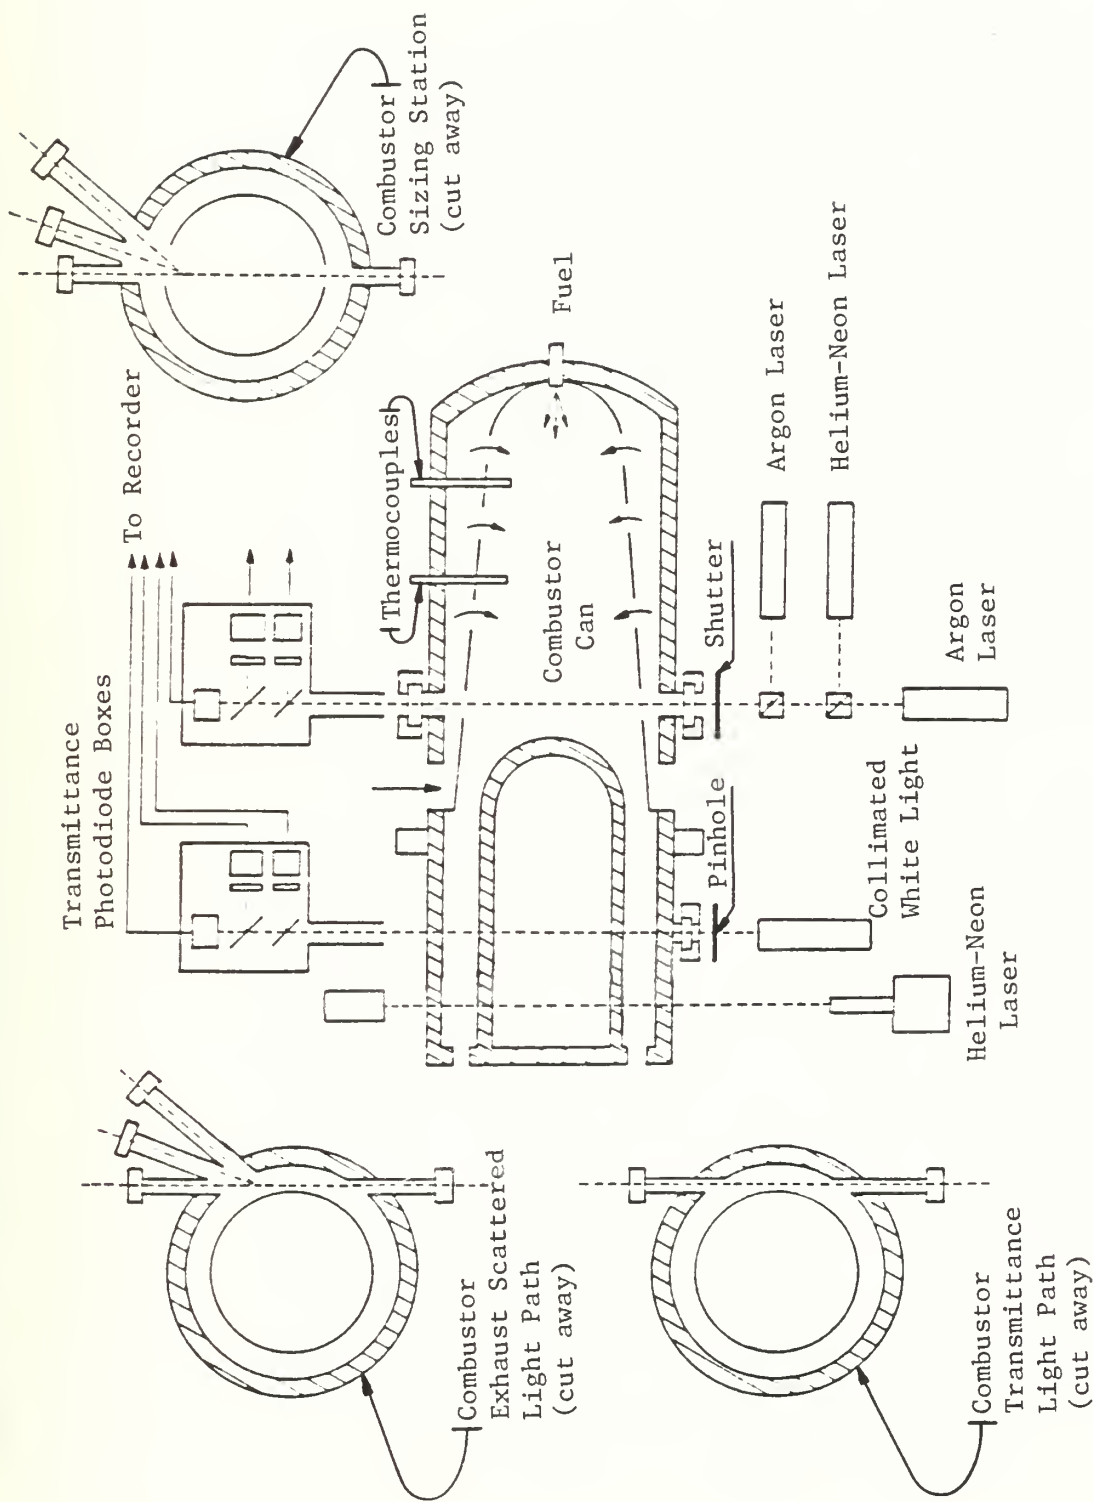 Combustor
Sizing Station
(cut away)
To Recorder
Transmittance
Photodiode Boxes
Thermocouples
Fuel
Combustor
Can
Shutter
Argon Laser
Helium-Neon Laser
Argon
Laser
Pinhole
Collimated
White Light
Helium-Neon
Laser
Combustor
Exhaust Scattered
Light Path
(cut away)
Combustor
Transmittance
Light Path
(cut away)